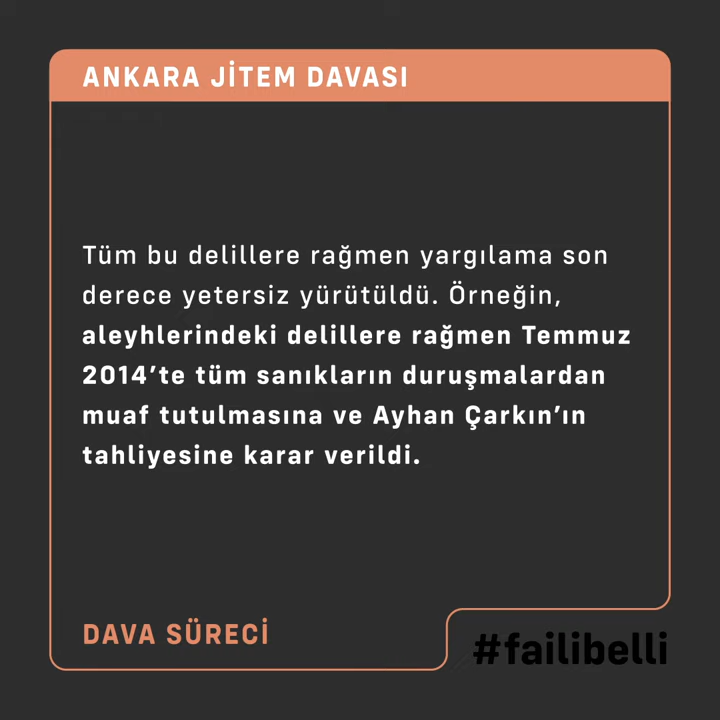 ANKARA JİTEM DAVASI
Tüm bu delillere rağmen yargılama son
derece yetersiz yürütüldü. Örneğin,
aleyhlerindeki delillere rağmen Temmuz
2014’te tüm sanıkların duruşmalardan
muaf tutulmasına ve Ayhan Çarkın’ın
tahliyesine karar verildi.
DAVA SÜRECİ
#failibelli